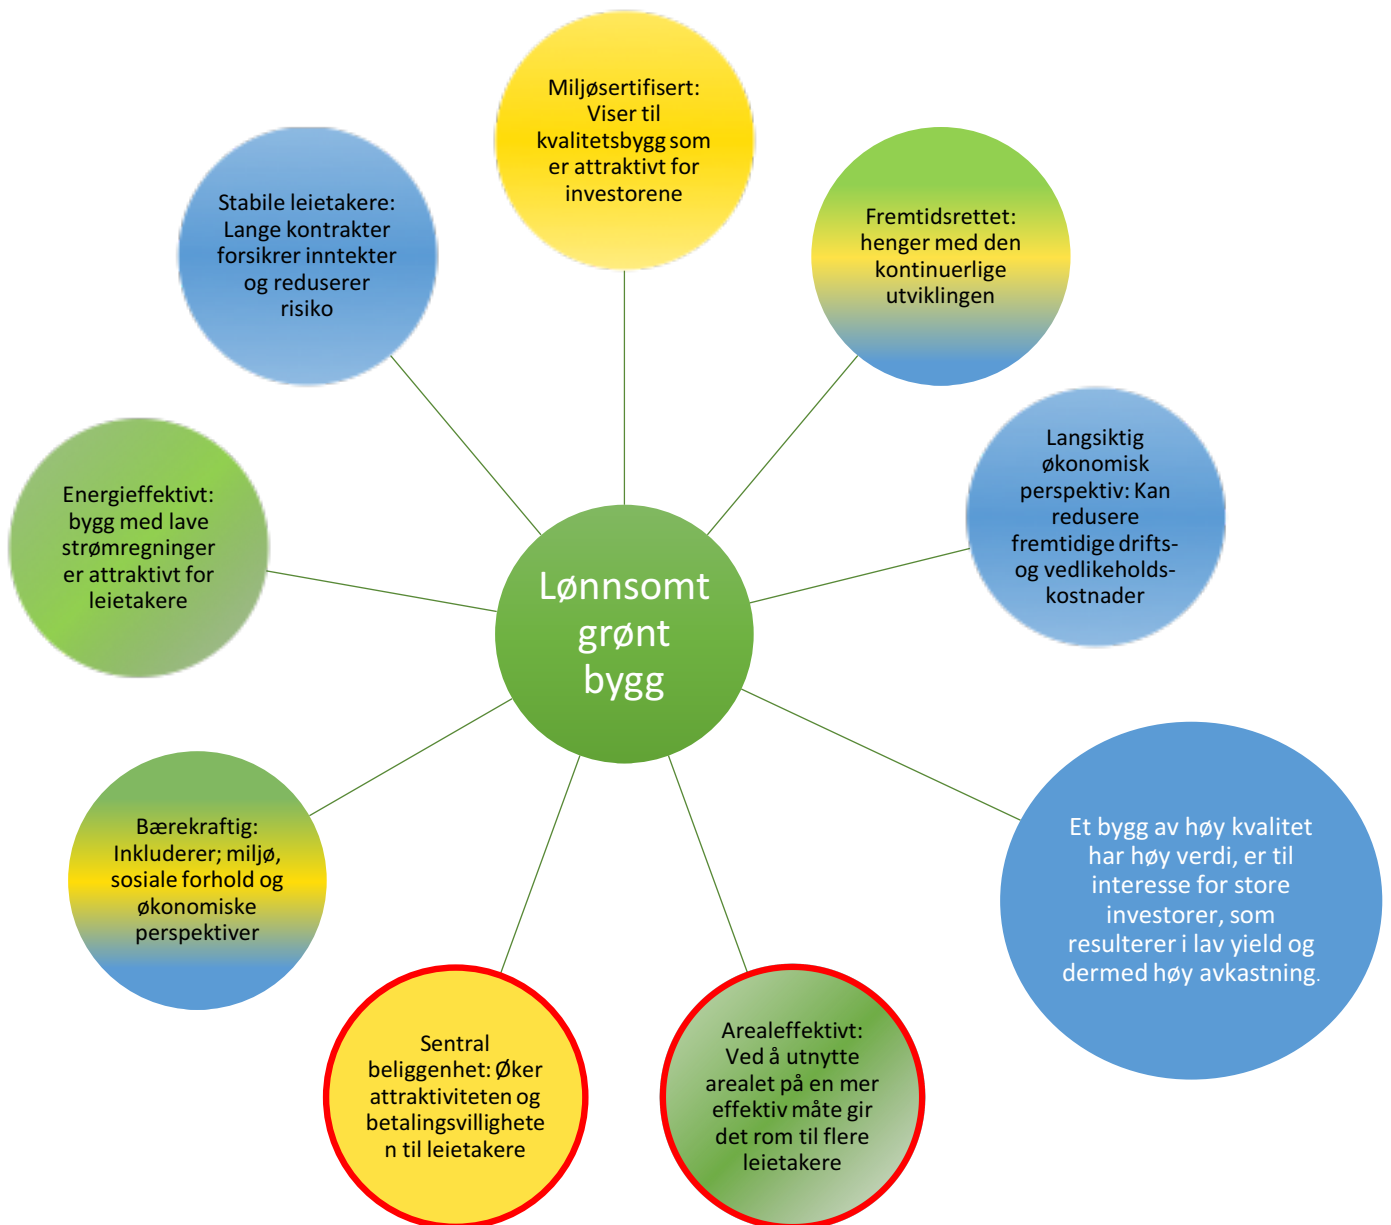 Miljøsertifisert:
Viser til
kvalitetsbygg som
er attraktivt for
investorene
Fremtidsrettet:
henger med den
kontinuerlige
utviklingen
Langsiktig
økonomisk
perspektiv: Kan
redusere
fremtidige drifts-
og vedlikeholds-
kostnader
Et bygg av høy kvalitet
har høy verdi, er til
interesse for store
investorer, som
resulterer i lav yield og
dermed høy avkastning.
Arealeffektivt:
Ved å utnytte
arealet på en mer
effektiv måte gir
det rom til flere
leietakere
Sentral
beliggenhet: Øker
attraktiviteten og
betalingsvillighete
n til leietakere
Bærekraftig:
Inkluderer; miljø,
sosiale forhold og
økonomiske
perspektiver
Energieffektivt:
bygg med lave
strømregninger
er attraktivt for
leietakere
Stabile leietakere:
Lange kontrakter
forsikrer inntekter
og reduserer
risiko
Lønnsomt
grønt
bygg